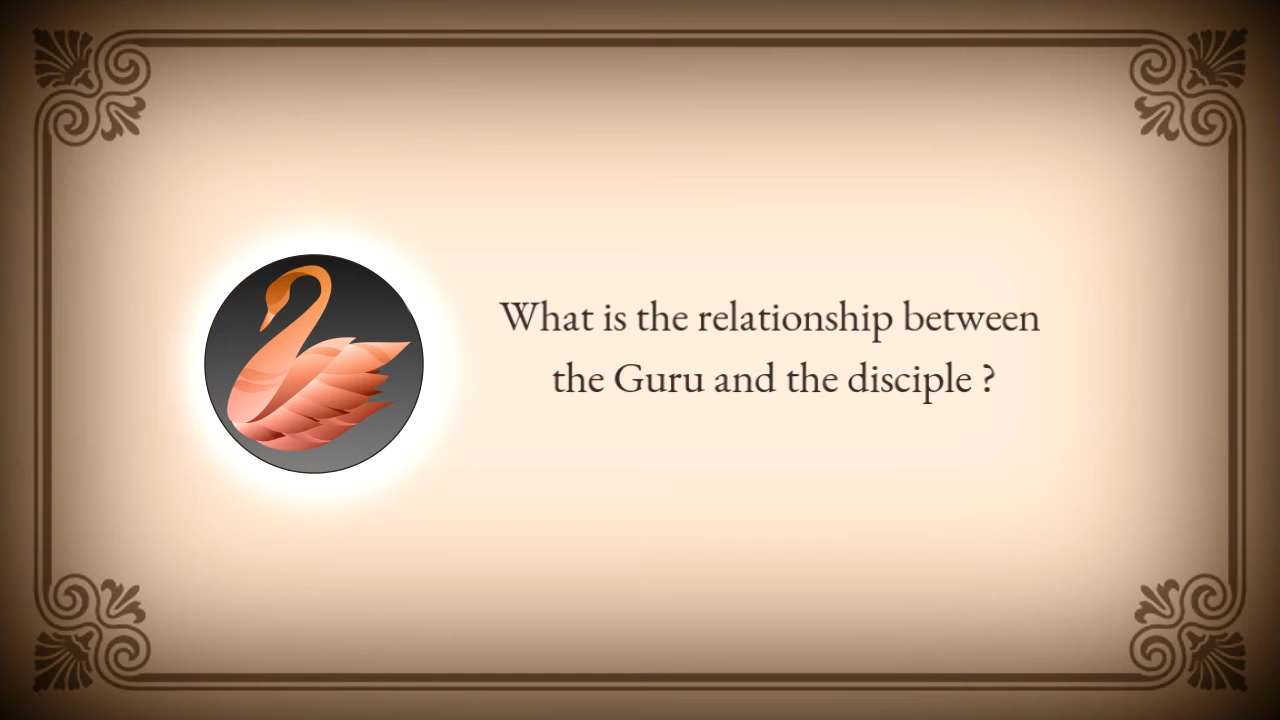 What is the relationship between
the Guru and the disciple ?